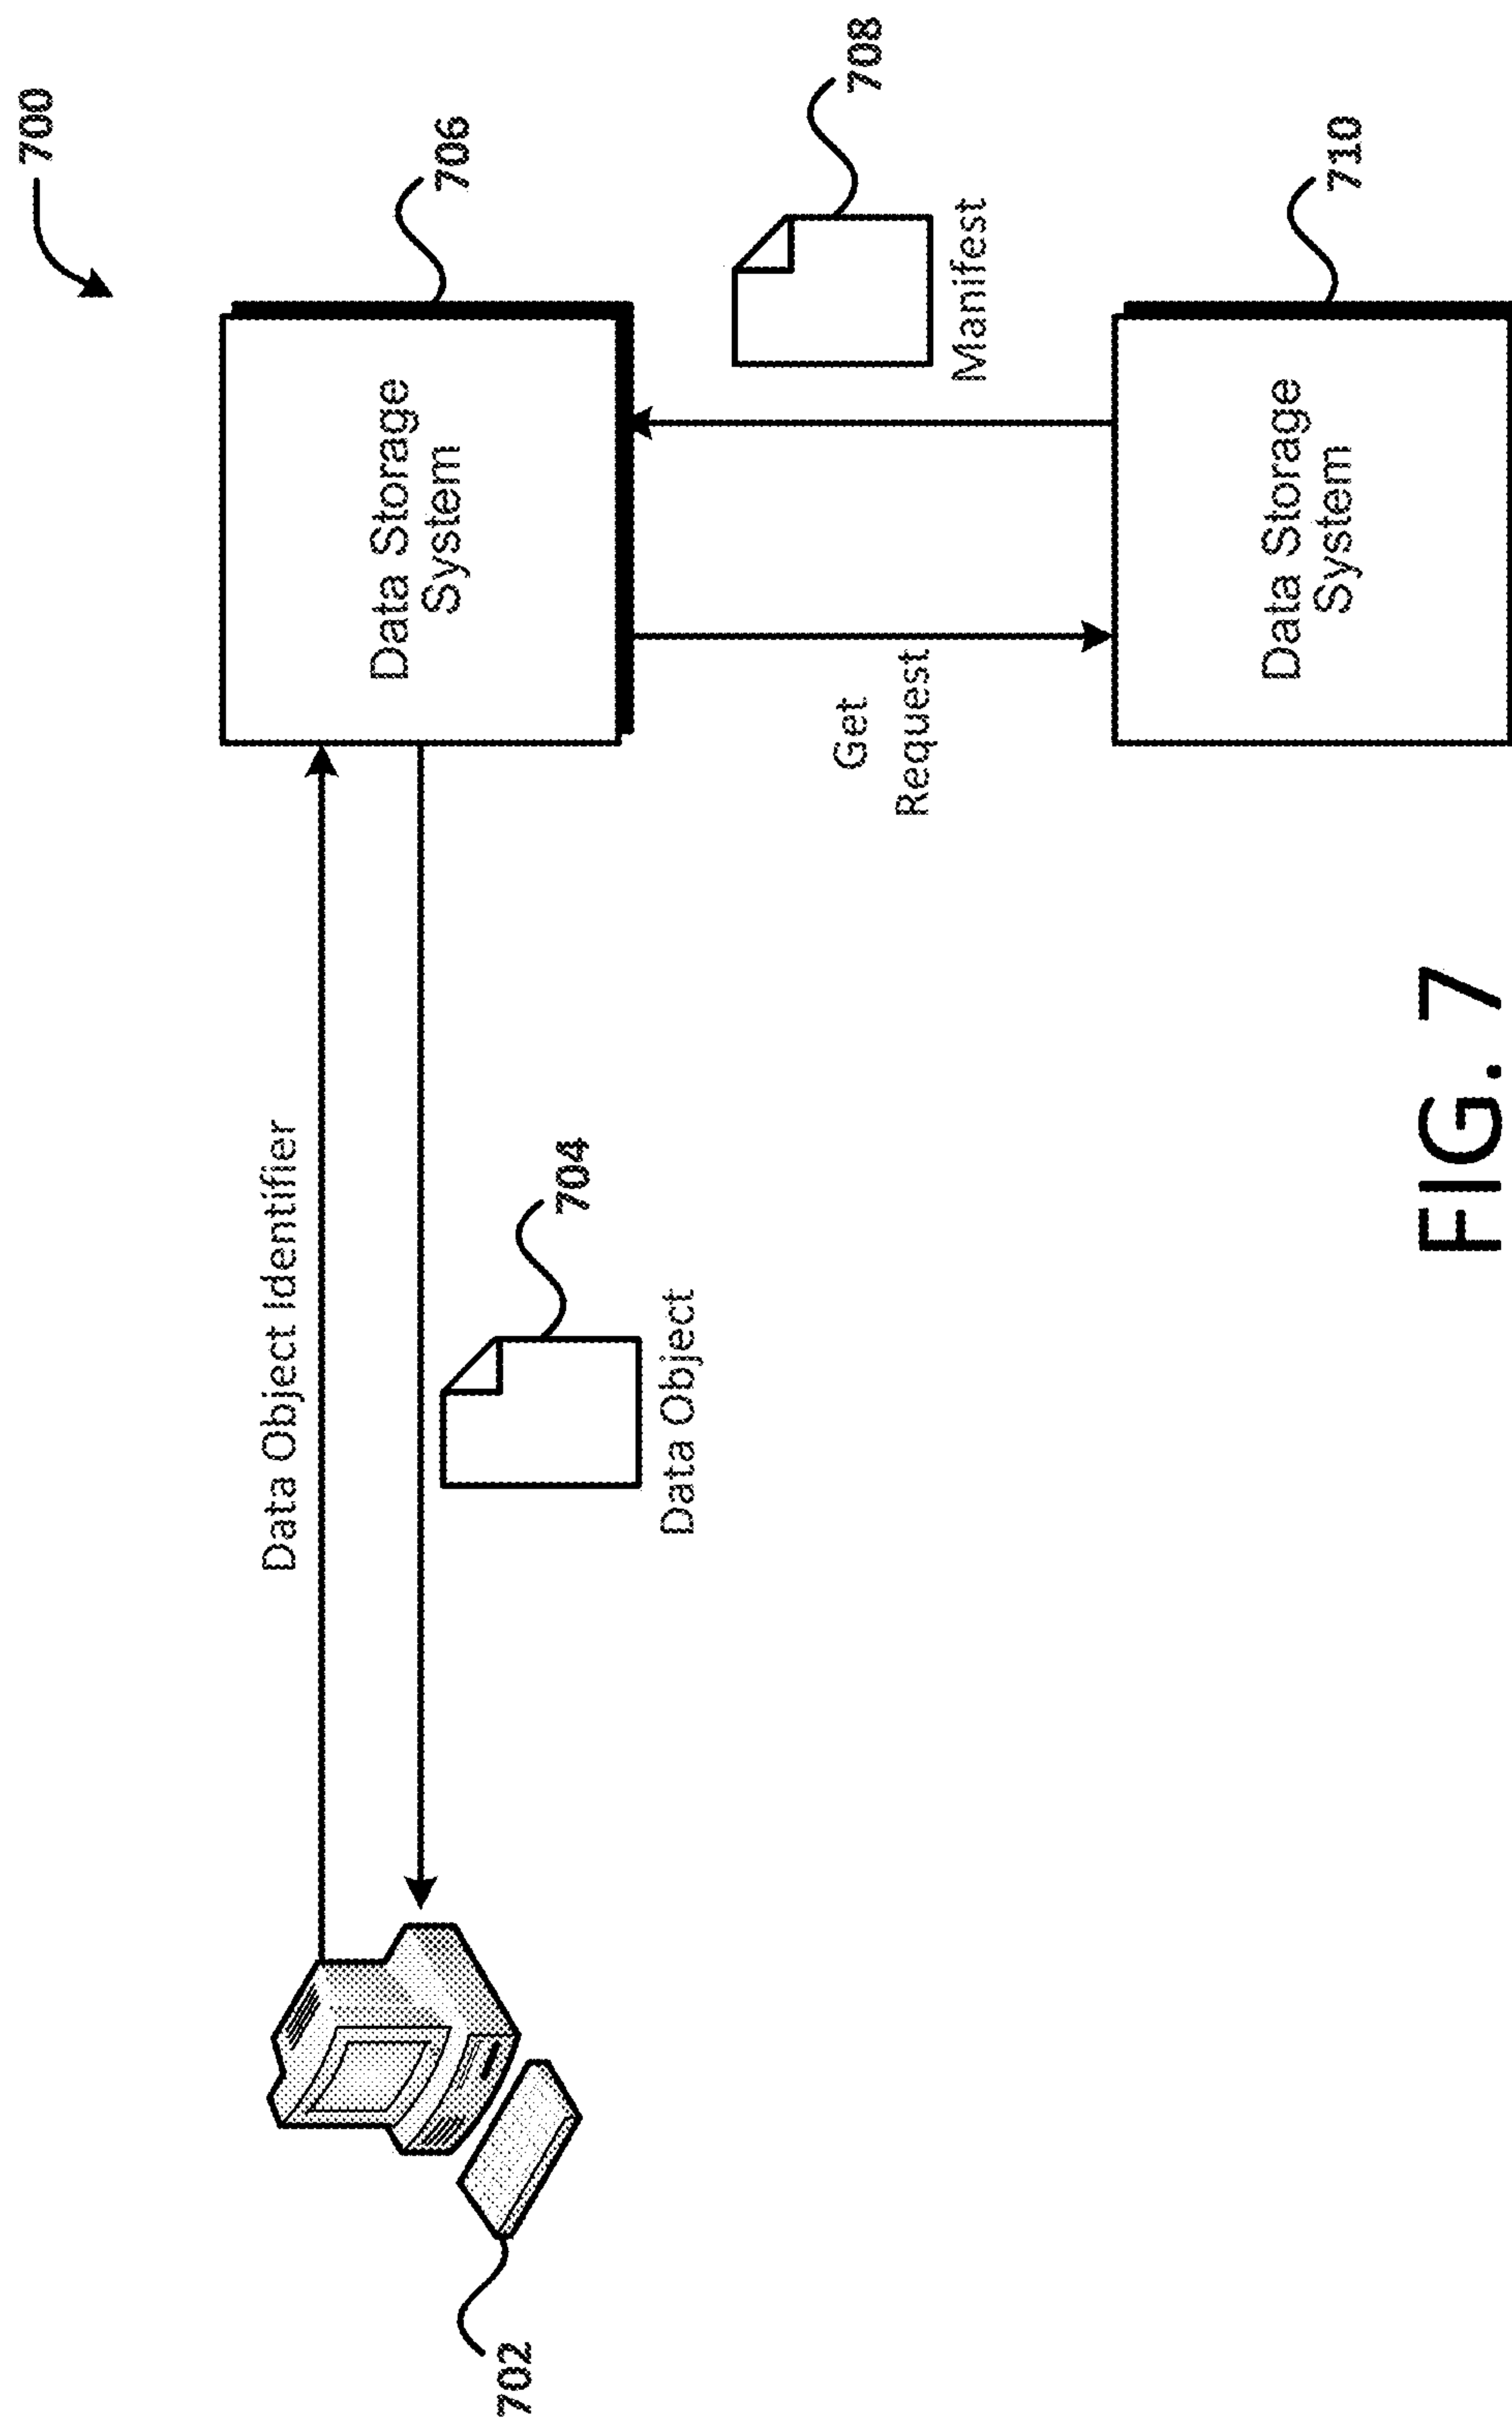 700
Data Object Identifier
Data Storage
System
706
702
704
Data Object
Get
Request
708
Manifest
Data Storage
System
710
FIG. 7